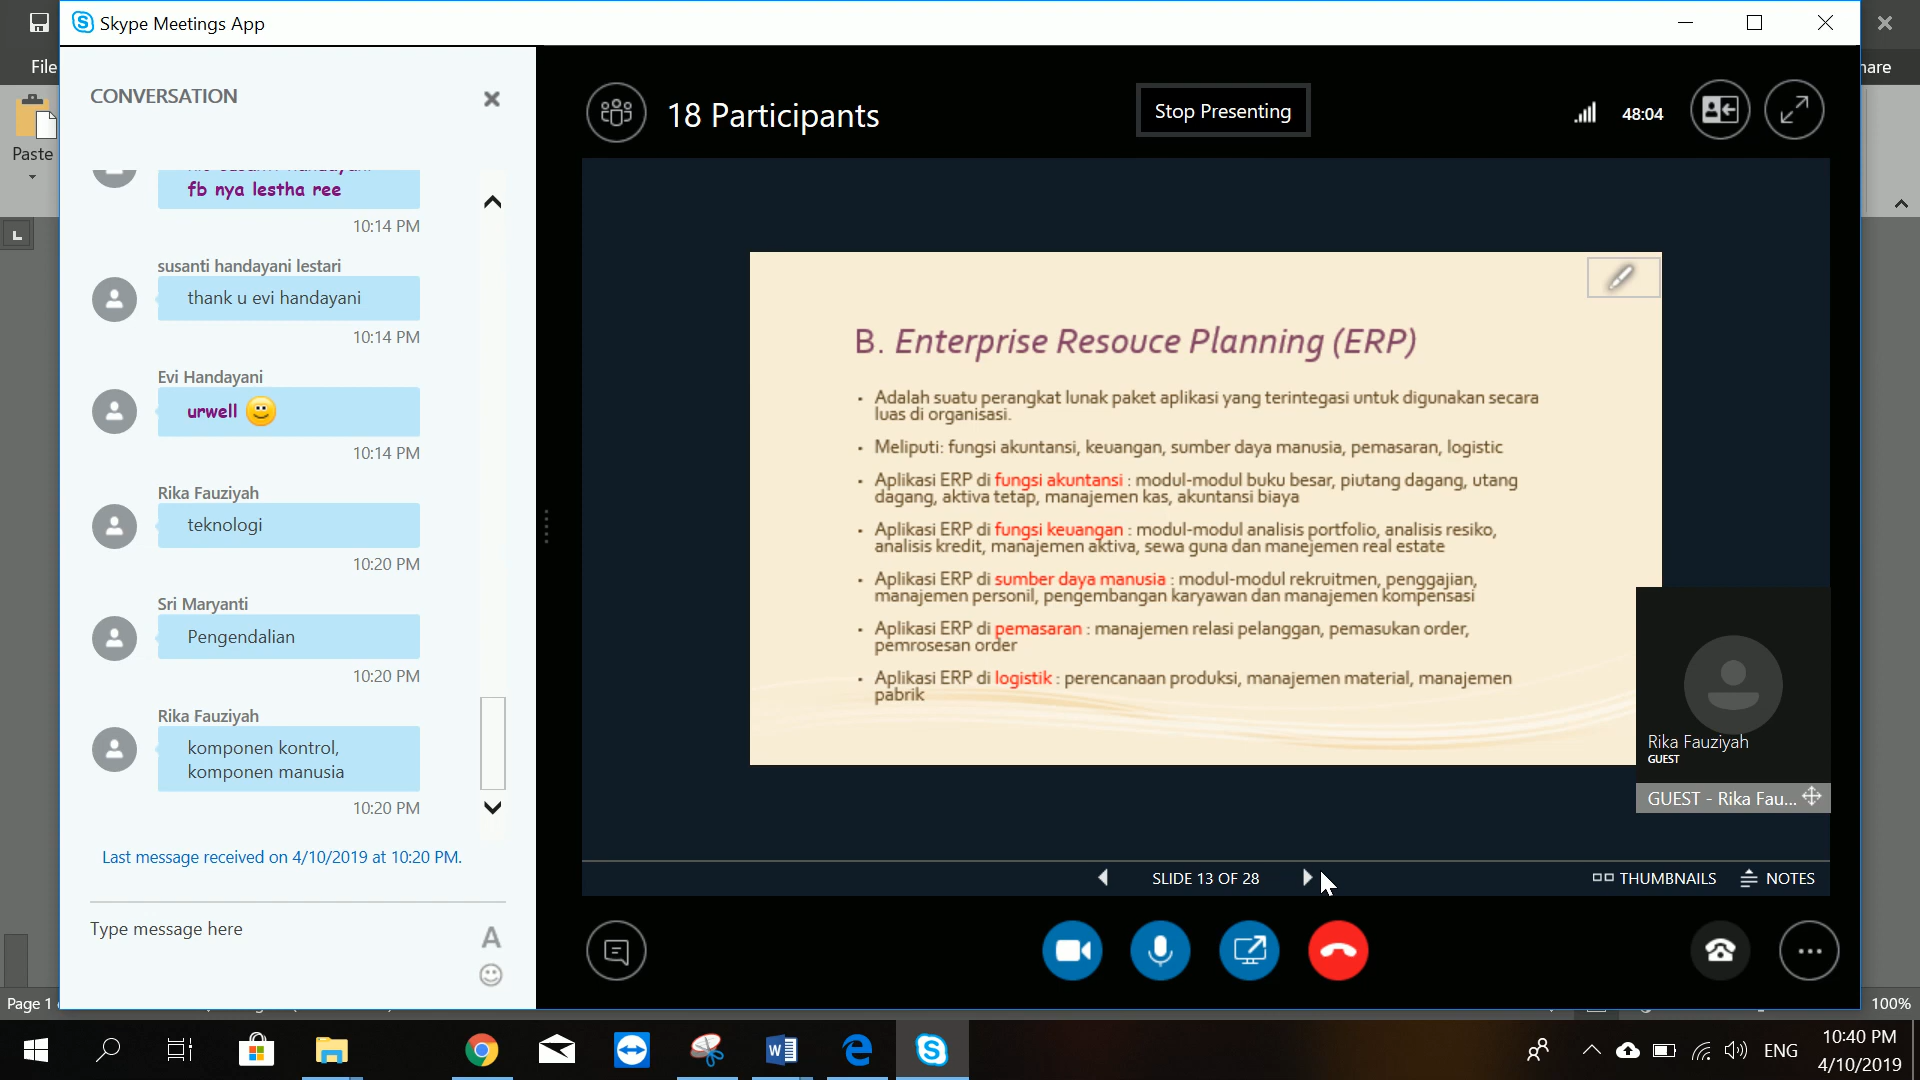 Skype Meetings App
File
hare
Paste
CONVERSATION
fb nya lestha ree
10:14 PM
susanti handayani lestari
thank u evi handayani
10:14 PM
Evi Handayani
urwell
10:14 PM
Rika Fauziyah
teknologi
10:20 PM
Sri Maryanti
Pengendalian
10:20 PM
Rika Fauziyah
komponen kontrol,
komponen manusia
10:20 PM
Last message received on 4/10/2019 at 10:20 PM.
Type message here
A
18 Participants
Stop Presenting
48:04
B. Enterprise Resouce Planning (ERP)
• Adalah suatu perangkat lunak paket aplikasi yang terintegasi untuk digunakan secara
luas di organisasi.
• Meliputi: fungsi akuntansi, keuangan, sumber daya manusia, pemasaran, logistic
• Aplikasi ERP di fungsi akuntansi : modul-modul buku besar, piutang dagang, utang
dagang, aktiva tetap, manajemen kas, akuntansi biaya
• Aplikasi ERP di fungsi keuangan : modul-modul analisis portfolio, analisis resiko,
analisis kredit, manajemen aktiva, sewa guna dan manejemen real estate
• Aplikasi ERP di sumber daya manusia : modul-modul rekruitmen, penggajian,
manajemen personil, pengembangan karyawan dan manajemen kompensasi
• Aplikasi ERP di pemasaran : manajemen relasi pelanggan, pemasukan order,
pemrosesan order
• Aplikasi ERP di logistik : perencanaan produksi, manajemen material, manajemen
pabrik
Rika Fauziyah
GUEST
GUEST - Rika Fau...
SLIDE 13 OF 28
THUMBNAILS
NOTES
Page 1
100%
ENG
10:40 PM
4/10/2019